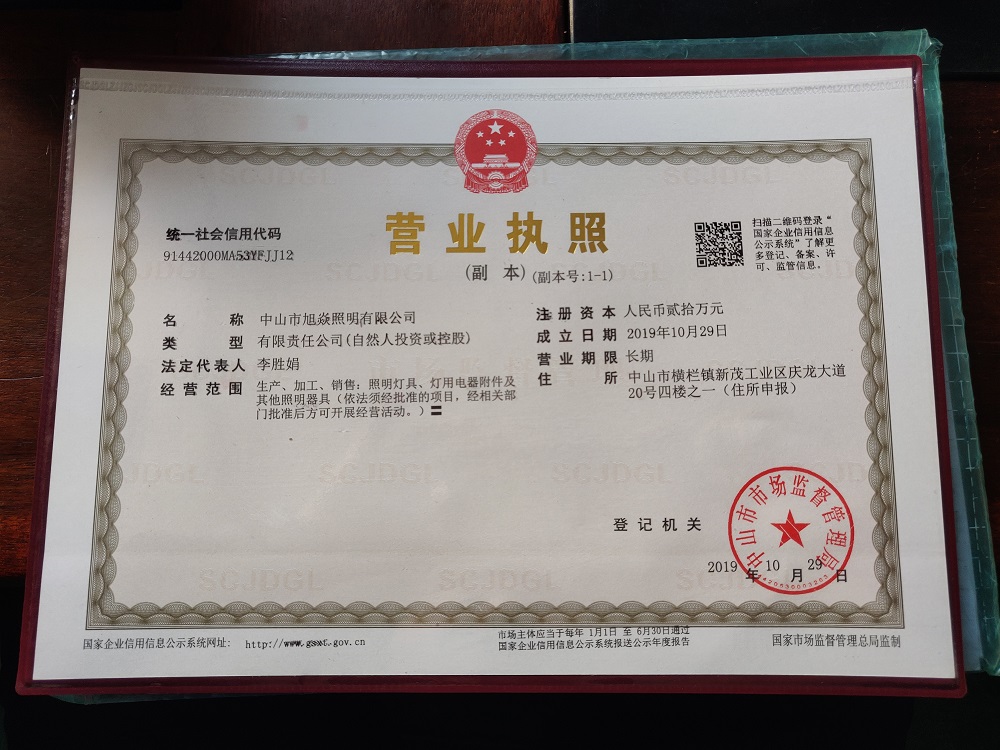 营业执照
(副 本)(副本号:1-1)
统一社会信用代码
91442000MA53YFJJ12
扫描二维码登录“
国家企业信用信息
公示系统”了解更
多登记、备案、许
可、监管信息。
名 称 中山市旭焱照明有限公司
类 型 有限责任公司(自然人投资或控股)
法定代表人 李胜娟
经营范围 生产、加工、销售:照明灯具、灯用电器附件及
其他照明器具（依法须经批准的项目，经相关部
门批准后方可开展经营活动。）〓
注册资本 人民币贰拾万元
成立日期 2019年10月29日
营业期限 长期
住 所 中山市横栏镇新茂工业区庆龙大道
20号四楼之一（住所申报）
登记机关
中山市市场监督管理局
2019 年 10 月 29 日
国家企业信用信息公示系统网址: http://www.gsxt.gov.cn
市场主体应当于每年 1月1日 至 6月30日通过
国家企业信用信息公示系统报送公示年度报告
国家市场监督管理总局监制